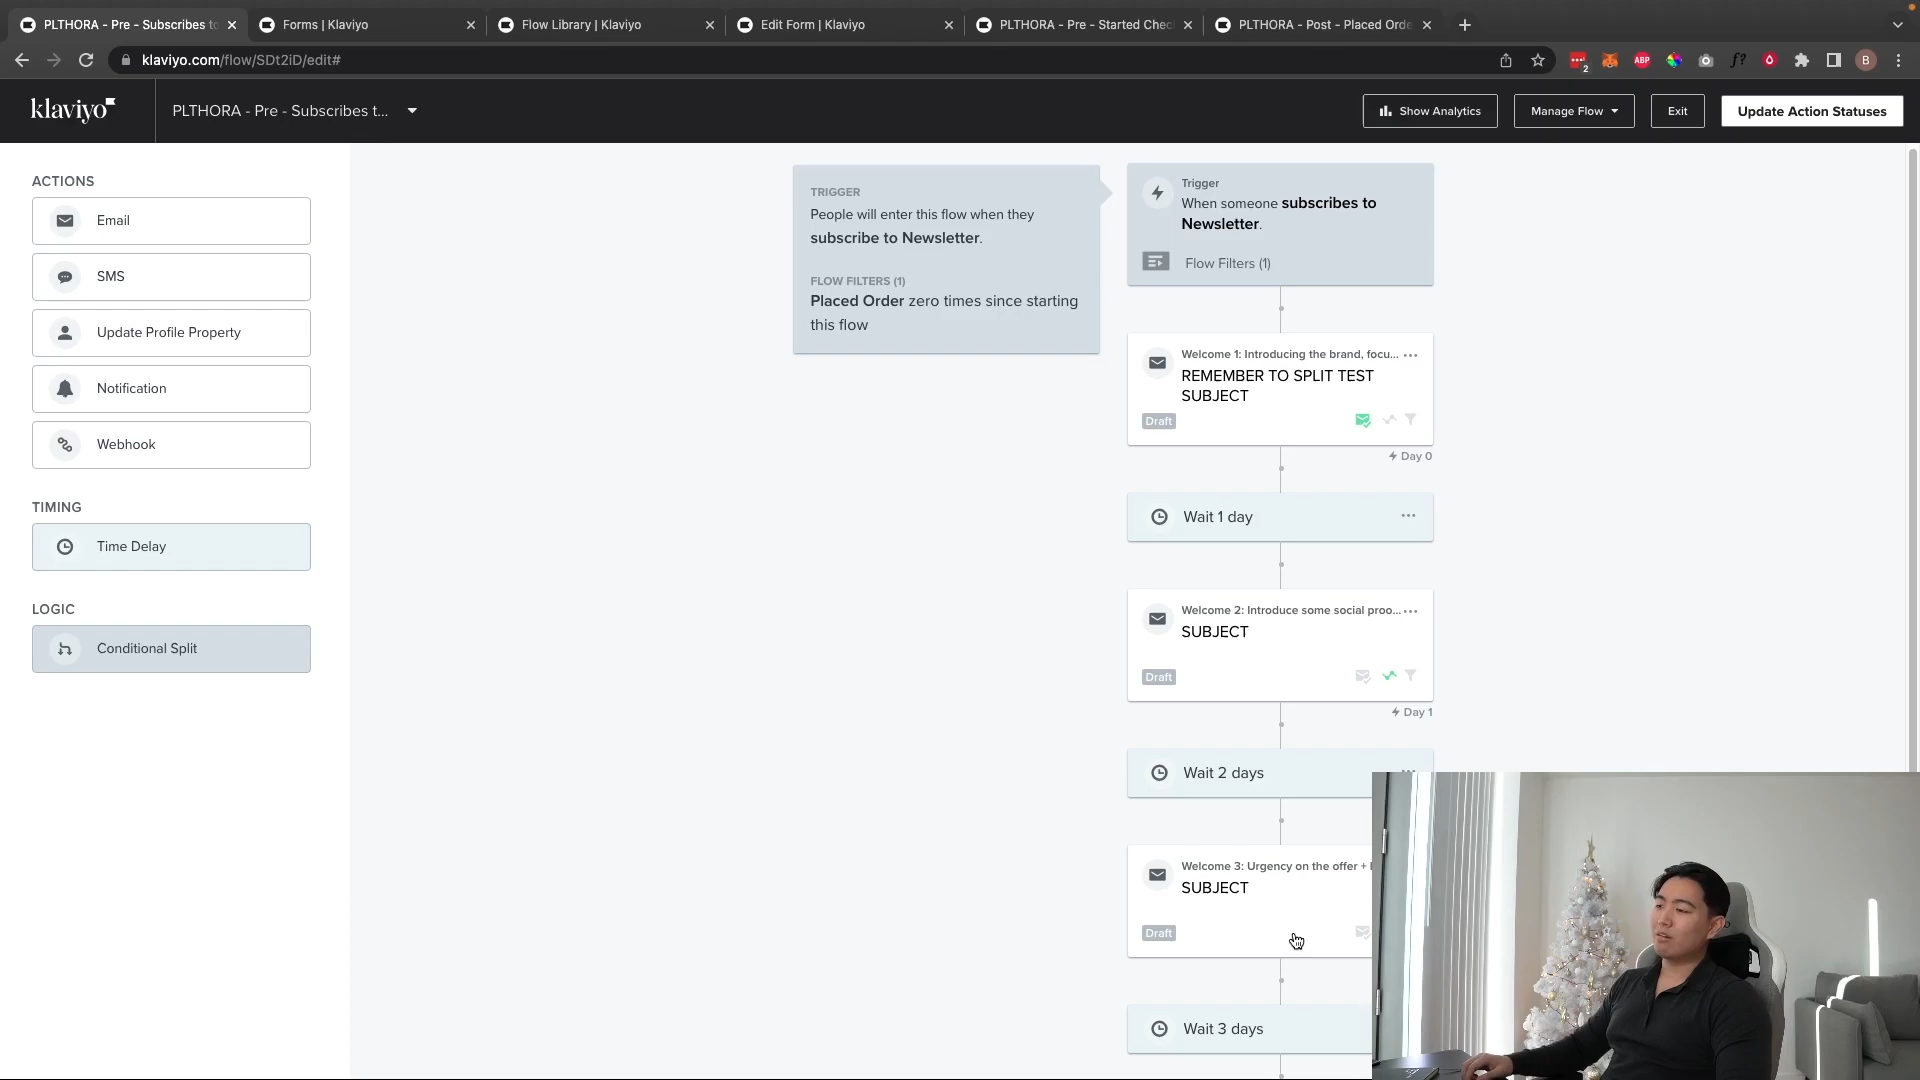 PLTHORA - Pre - Subscribes to
Forms | Klaviyo
Flow Library | Klaviyo
Edit Form | Klaviyo
PLTHORA - Pre - Started Chec
PLTHORA - Post - Placed Orde
klaviyo.com/flow/SDt2iD/edit#
2
ABP
f?
B
klaviyo
PLTHORA - Pre - Subscribes t...
Show Analytics
Manage Flow
Exit
Update Action Statuses
ACTIONS
Email
SMS
Update Profile Property
Notification
Webhook
TIMING
Time Delay
LOGIC
Conditional Split
TRIGGER
People will enter this flow when they
subscribe to Newsletter.
FLOW FILTERS (1)
Placed Order zero times since starting
this flow
Trigger
When someone subscribes to
Newsletter.
Flow Filters (1)
Welcome 1: Introducing the brand, focu...
REMEMBER TO SPLIT TEST
SUBJECT
Draft
Day 0
Wait 1 day
Welcome 2: Introduce some social proo...
SUBJECT
Draft
Day 1
Wait 2 days
Welcome 3: Urgency on the offer +
SUBJECT
Draft
Wait 3 days